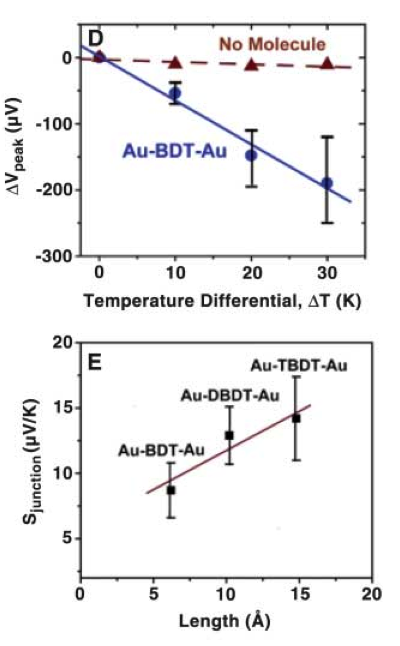 D
No Molecule
0
-100
-200
-300
ΔVpeak (μV)
Au-BDT-Au
0 10 20 30
Temperature Differential, ΔT (K)
E
20
15
10
5
Sjunction (μV/K)
Au-TBDT-Au
Au-DBDT-Au
Au-BDT-Au
0 5 10 15 20
Length (Å)